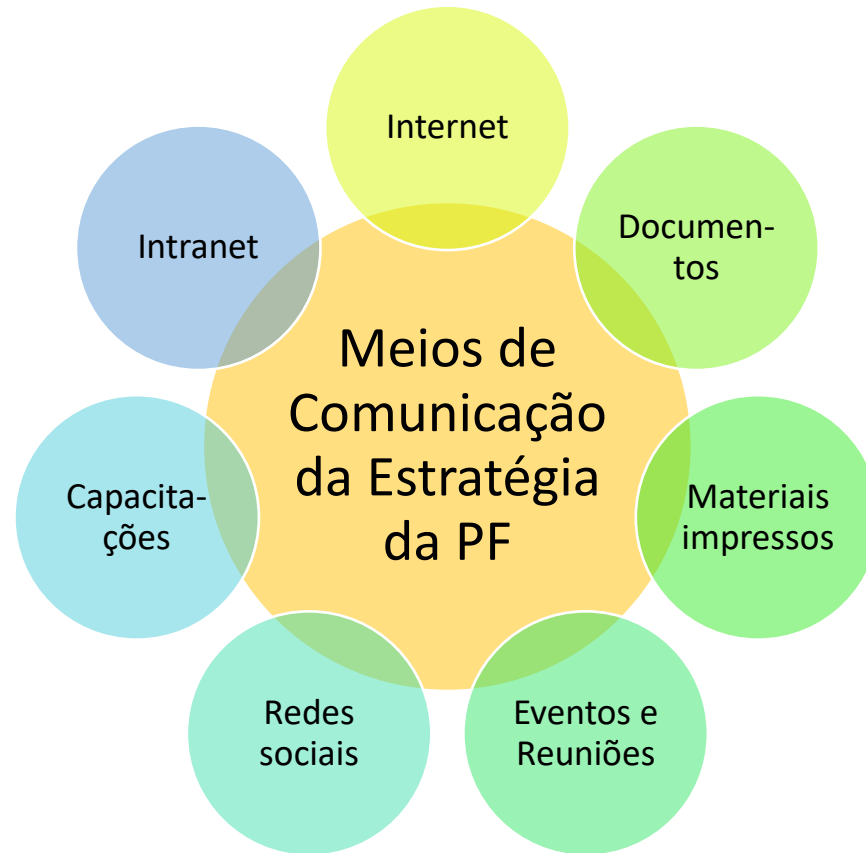 Internet
Documen-
tos
Materiais
impressos
Eventos e
Reuniões
Redes
sociais
Capacita-
ções
Intranet
Meios de
Comunicação
da Estratégia
da PF